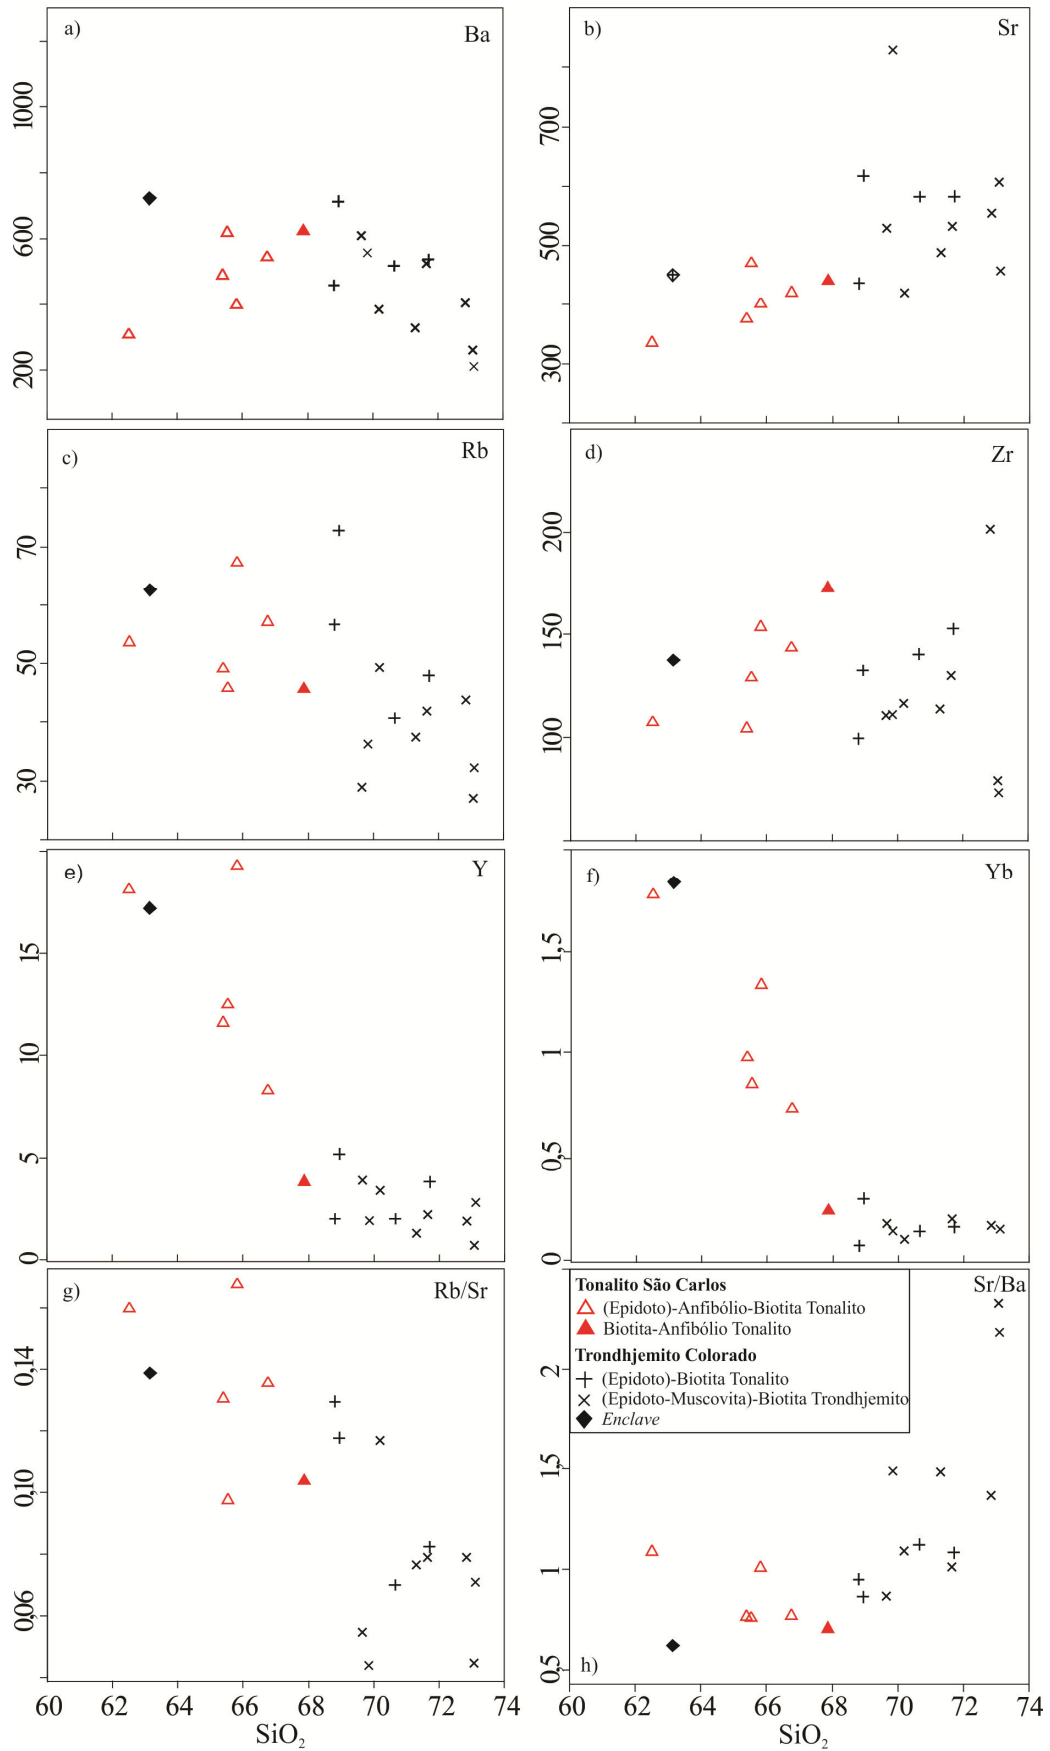 a)
Ba
1000
600
200
b)
Sr
700
500
300
c)
Rb
70
50
30
d)
Zr
200
150
100
e)
Y
15
10
5
0
f)
Yb
1,5
1
0,5
0
g)
Rb/Sr
0,14
0,10
0,06
60 62 64 66 68 70 72 74
SiO2
Sr/Ba
Tonalito São Carlos
(Epidoto)-Anfibólio-Biotita Tonalito
Biotita-Anfibólio Tonalito
Trondhjemito Colorado
(Epidoto)-Biotita Tonalito
(Epidoto-Muscovita)-Biotita Trondhjemito
Enclave
2
1,5
1
0,5
h)
60 62 64 66 68 70 72 74
SiO2